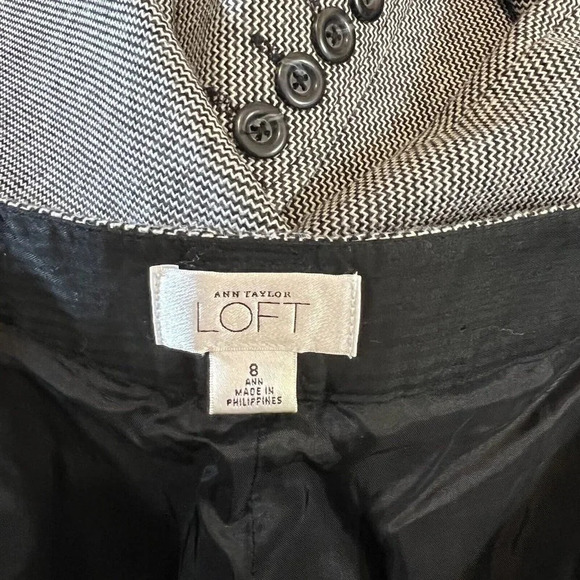 ANN TAYLOR
LOFT
8
ANN
MADE IN
PHILIPPINES